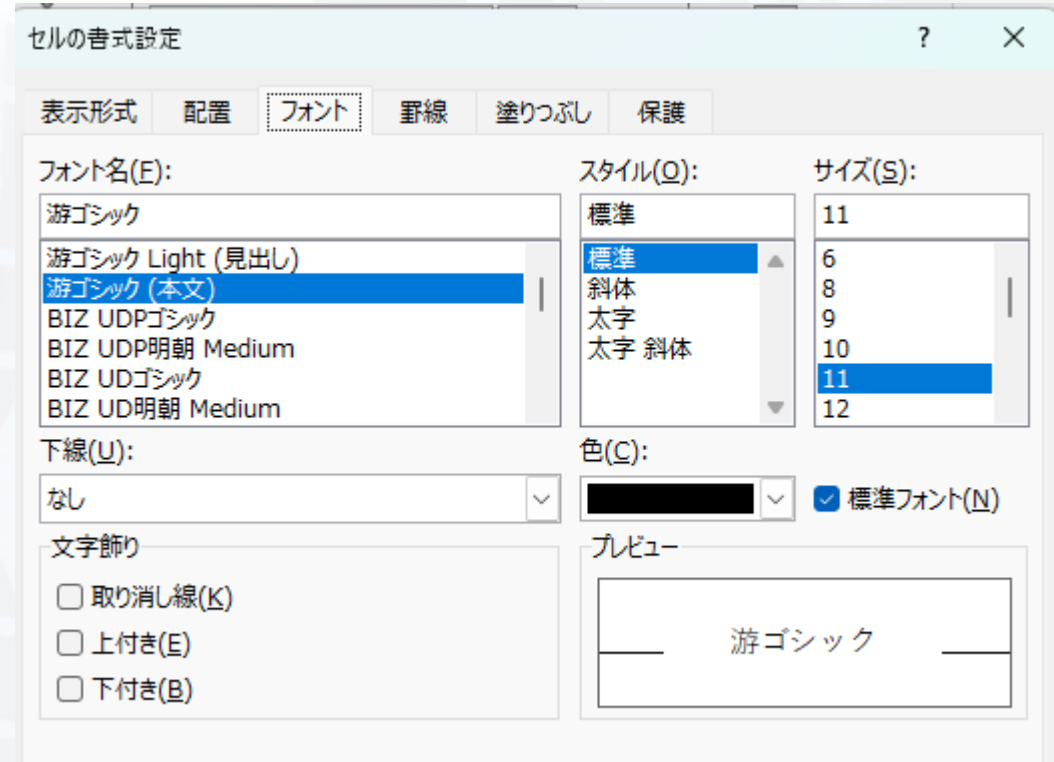 セルの書式設定
?
表示形式 配置 フォント 罫線 塗りつぶし 保護
フォント名(F): スタイル(O): サイズ(S):
游ゴシック 標準 11
游ゴシック Light (見出し) 標準 6
游ゴシック (本文) 斜体 8
BIZ UDPゴシック 太字 9
BIZ UDP明朝 Medium 太字 斜体 10
BIZ UDゴシック 11
BIZ UD明朝 Medium 12
下線(U): 色(C):
なし 標準フォント(N)
文字飾り プレビュー
取り消し線(K)
上付き(E) 游ゴシック
下付き(B)